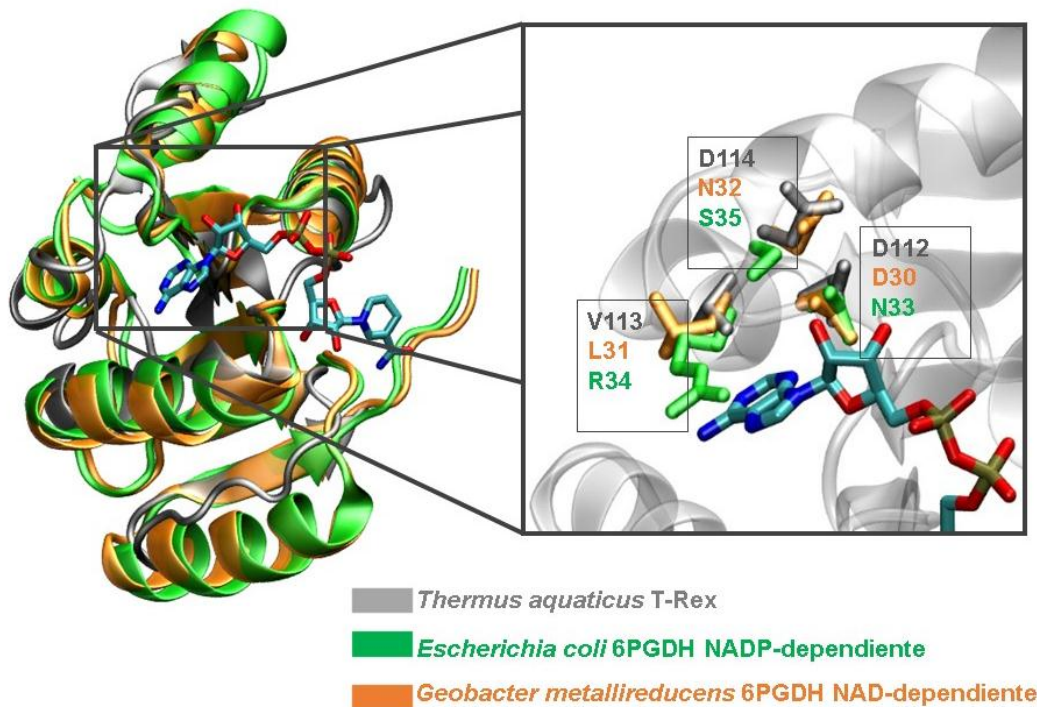 D114
N32
S35
D112
D30
N33
V113
L31
R34
Thermus aquaticus T-Rex
Escherichia coli 6PGDH NADP-dependiente
Geobacter metallireducens 6PGDH NAD-dependiente